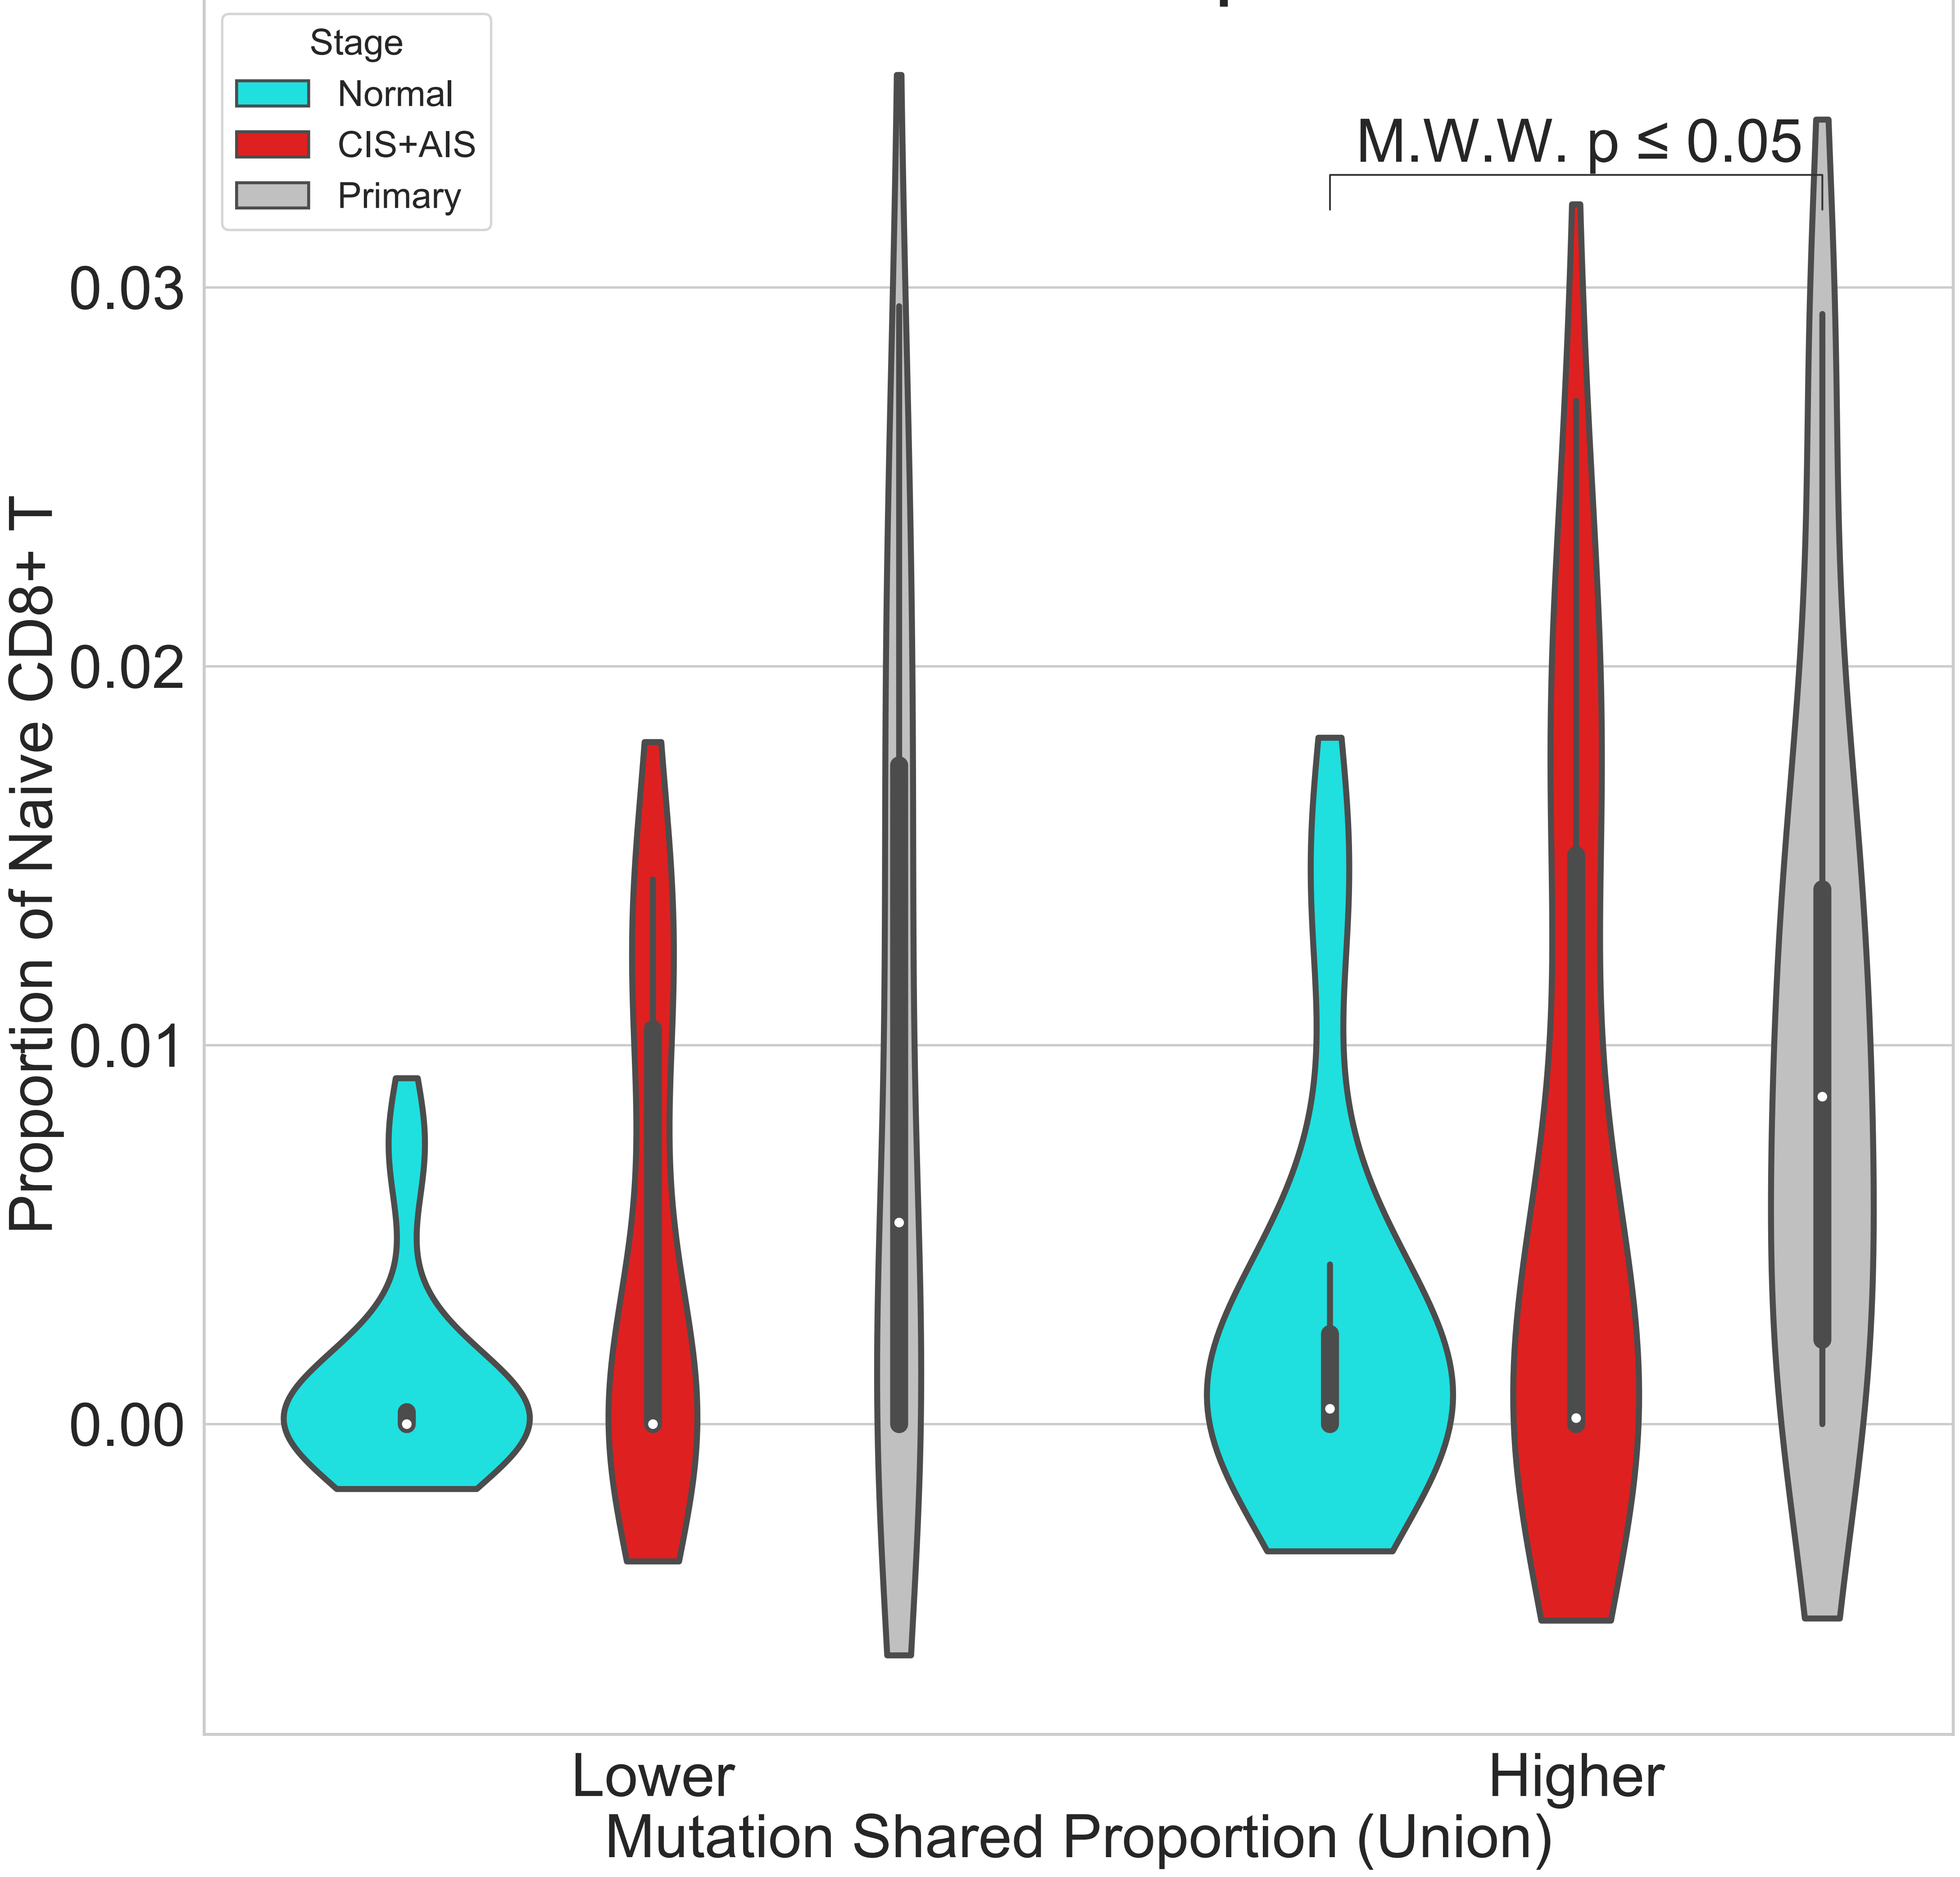 Stage
Normal
CIS+AIS
Primary
M.W.W. p ≤ 0.05
Proportion of Naive CD8+ T
0.03
0.02
0.01
0.00
Lower
Higher
Mutation Shared Proportion (Union)